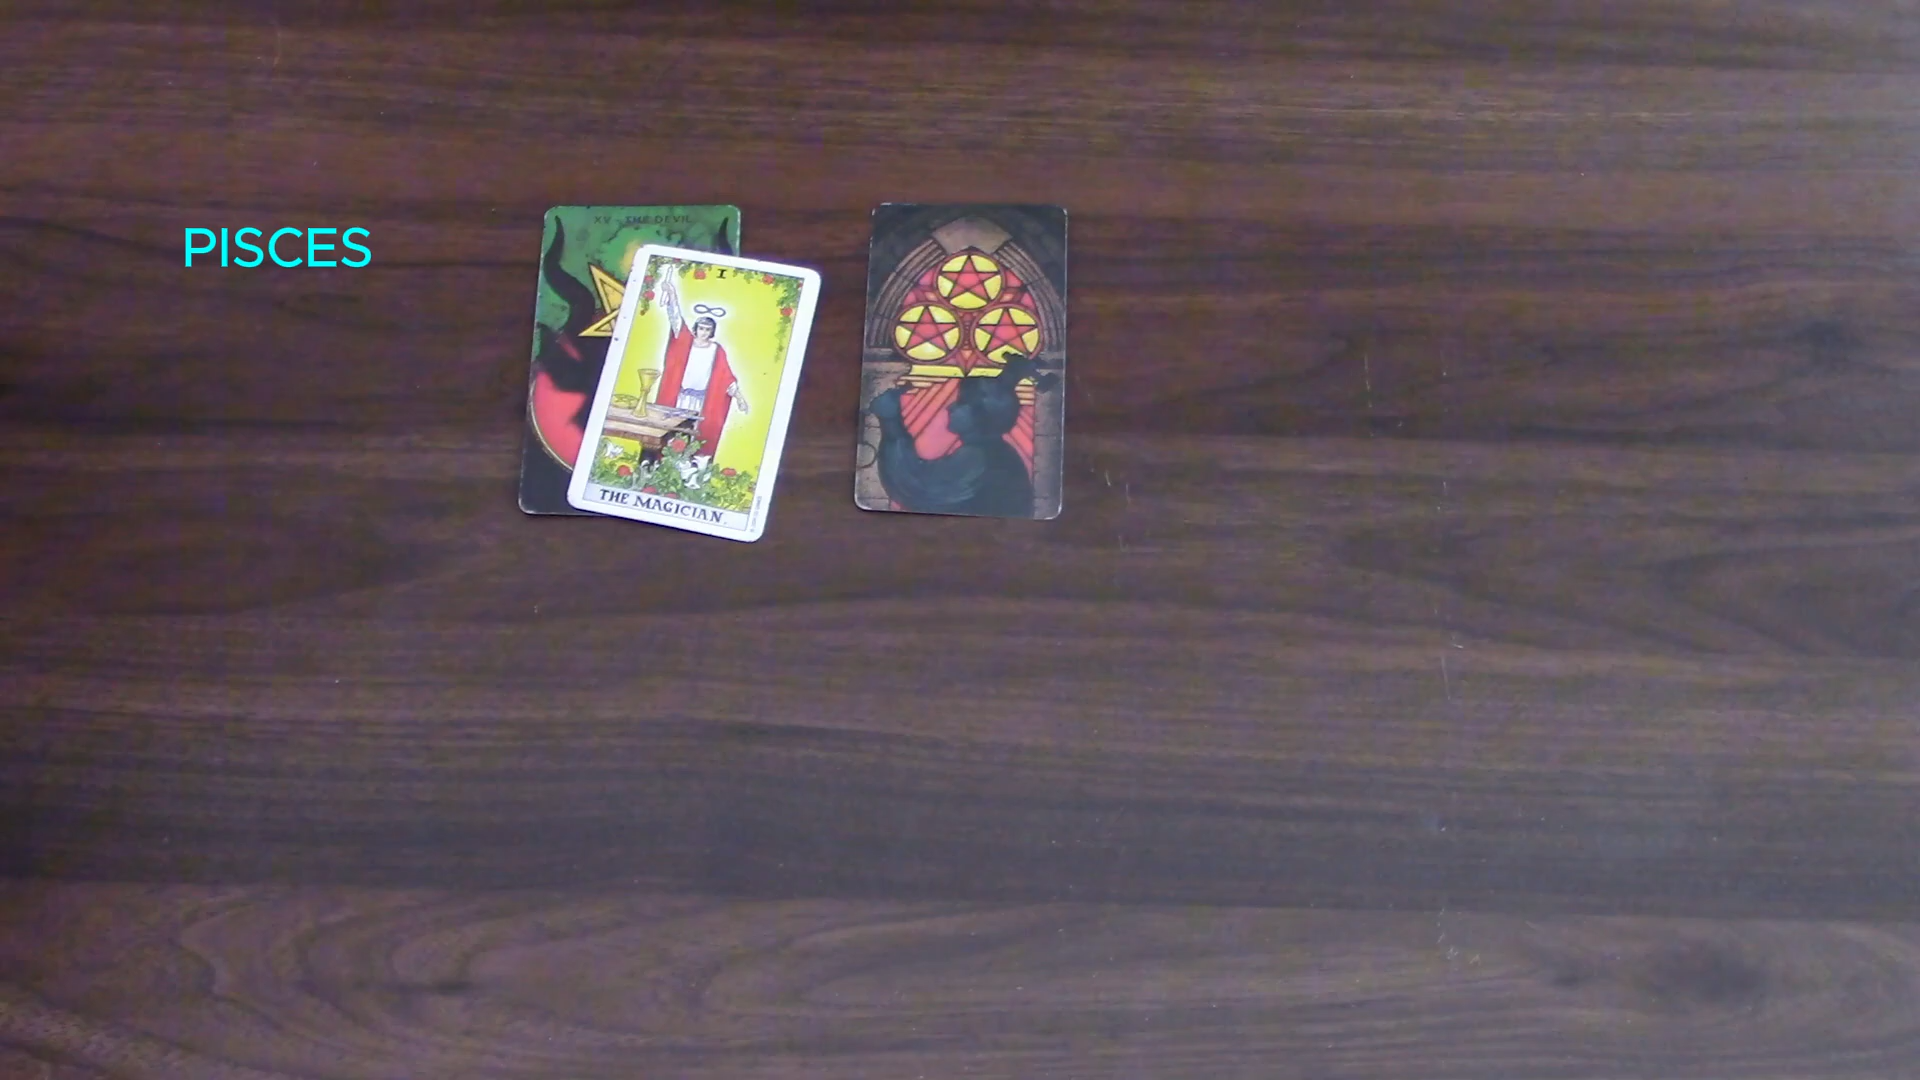 PISCES
XV - THE DEVIL
I
THE MAGICIAN.